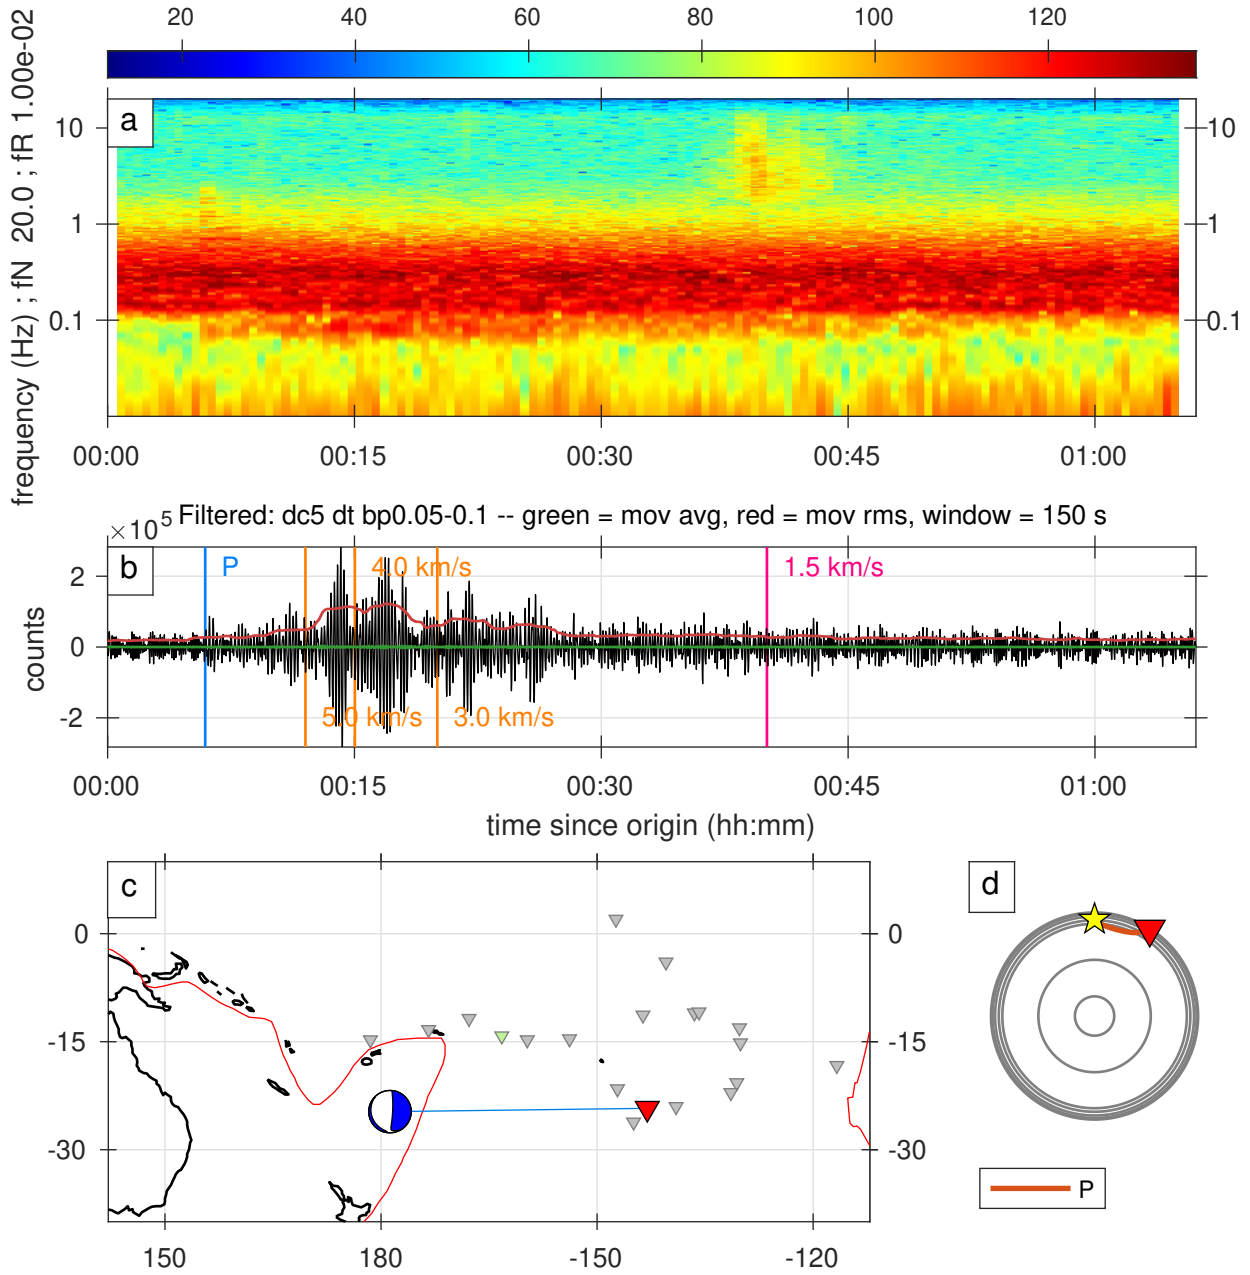 20 40 60 80 100 120
frequency (Hz) ; fN  20.0 ; fR 1.00e-02
a
10 10
1 1
0.1 0.1
00:00 00:15 00:30 00:45 01:00
×10^5 Filtered: dc5 dt bp0.05-0.1 -- green = mov avg, red = mov rms, window = 150 s
b
P 4.0 km/s 1.5 km/s
counts
2
0 0
-2 -2
5.0 km/s 3.0 km/s
00:00 00:15 00:30 00:45 01:00
time since origin (hh:mm)
c
d
0 0
-15 -15
-30 -30
150 180 -150 -120
P